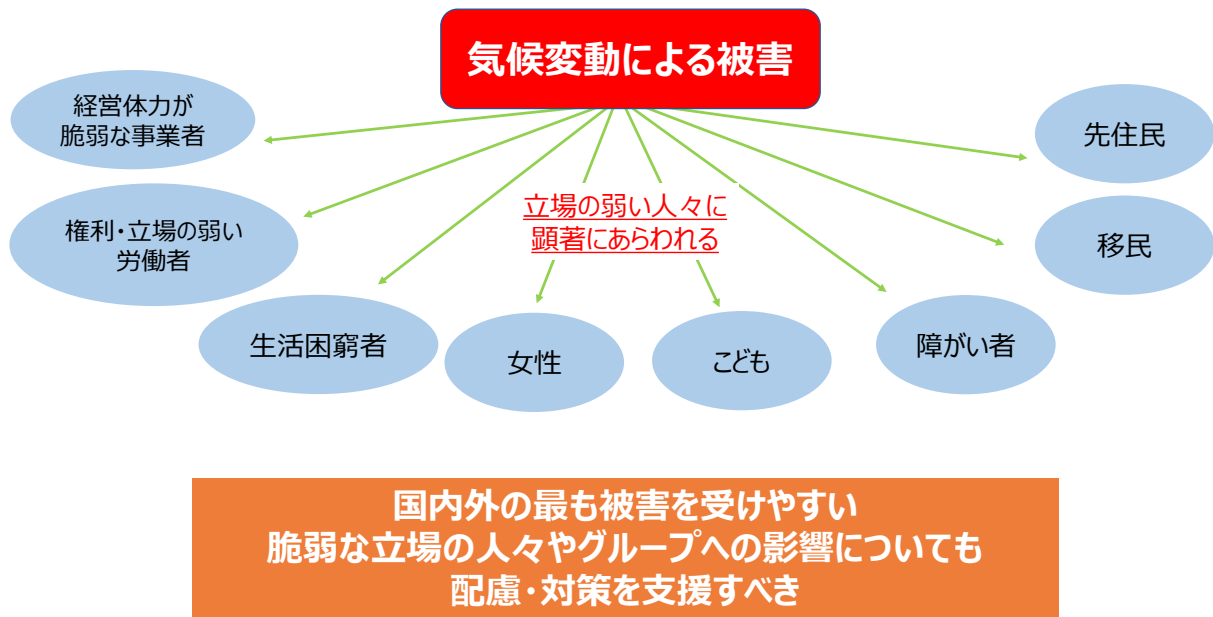 気候変動による被害
経営体力が
脆弱な事業者
先住民
権利・立場の弱い
労働者
立場の弱い人々に
顕著にあらわれる
移民
生活困窮者
女性
こども
障がい者
国内外の最も被害を受けやすい
脆弱な立場の人々やグループへの影響についても
配慮・対策を支援すべき